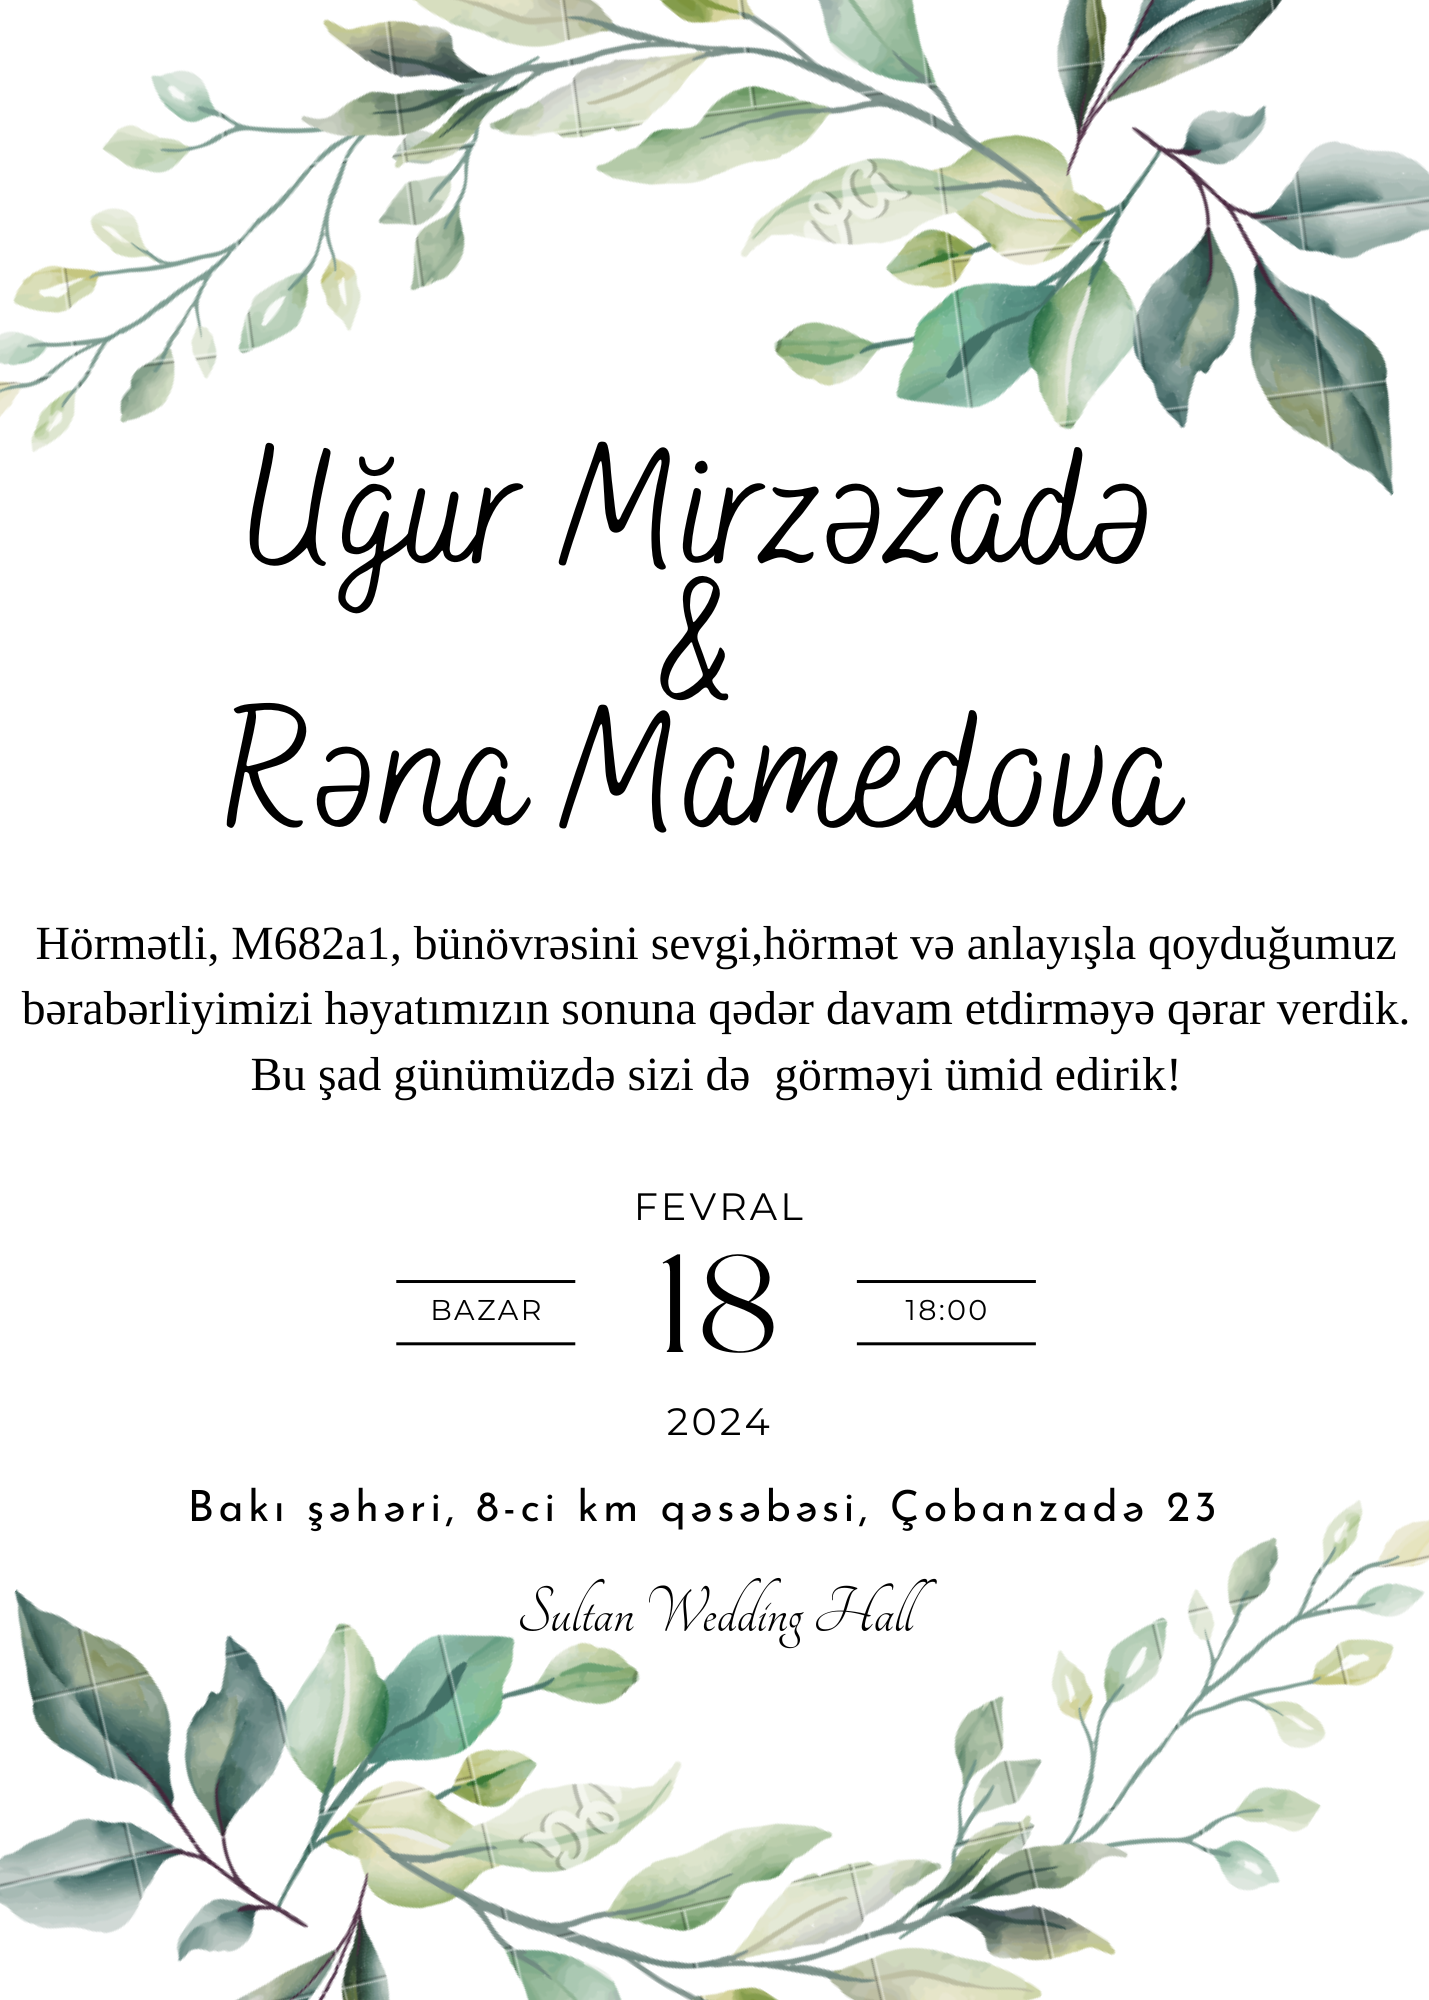 Uğur Mirzəzadə
&
Rəna Mamedova
Hörmətli, M682a1, bünövrəsini sevgi,hörmət və anlayışla qoyduğumuz
bərabərliyimizi həyatımızın sonuna qədər davam etdirməyə qərar verdik.
Bu şad günümüzdə sizi də  görməyi ümid edirik!
FEVRAL
BAZAR 18 18:00
2024
Bakı şəhəri, 8-ci km qəsəbəsi, Çobanzadə 23
Sultan Wedding Hall